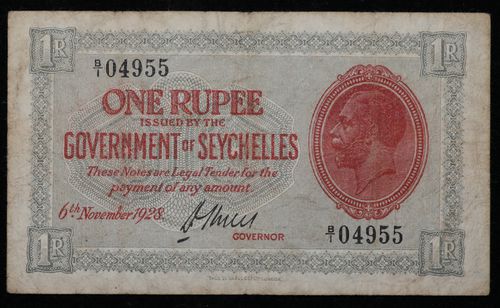 1R
1R
B/1 04955
ONE RUPEE
ISSUED BY THE
GOVERNMENT OF SEYCHELLES
These Notes are Legal Tender for the
payment of any amount.
6th November 1928.
GOVERNOR
B/1 04955
1R
1R